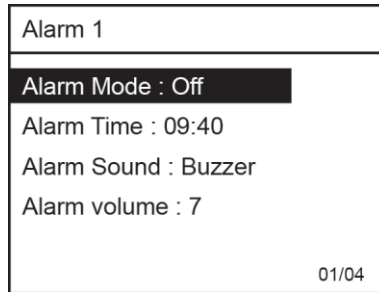 Alarm 1
Alarm Mode : Off
Alarm Time : 09:40
Alarm Sound : Buzzer
Alarm volume : 7
01/04